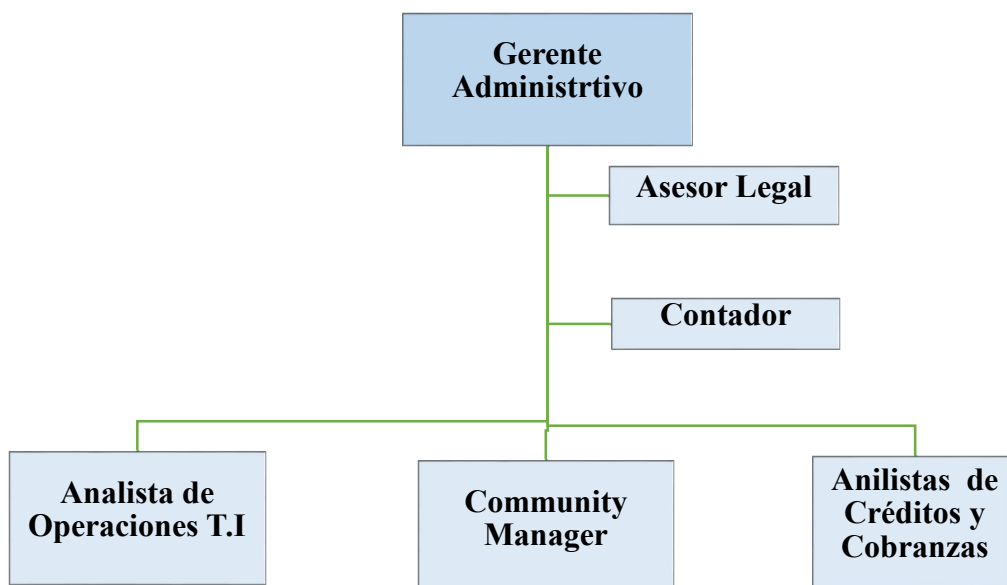 Gerente
Administrtivo
Asesor Legal
Contador
Analista de
Operaciones T.I
Community
Manager
Anilistas de
Créditos y
Cobranzas